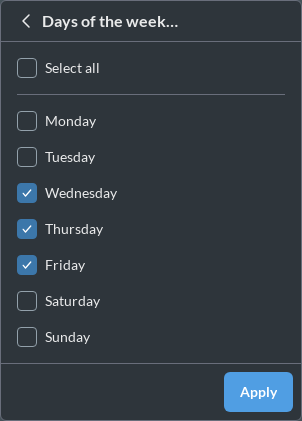 Days of the week...
Select all
Monday
Tuesday
Wednesday
Thursday
Friday
Saturday
Sunday
Apply